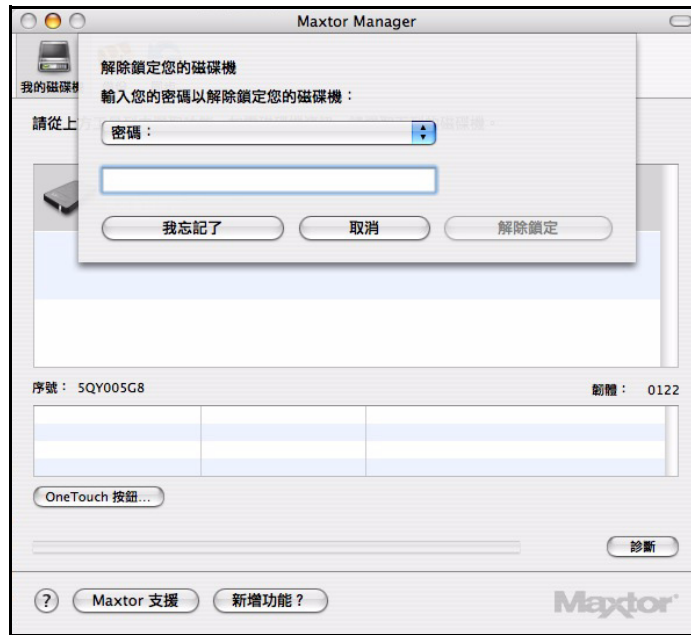 Maxtor Manager
我的磁碟機
解除鎖定您的磁碟機
輸入您的密碼以解除鎖定您的磁碟機：
請從上
密碼：
我忘記了 取消 解除鎖定
序號： 5QY005G8 韌體： 0122
OneTouch 按鈕...
診斷
? Maxtor 支援 新增功能？ Maxtor